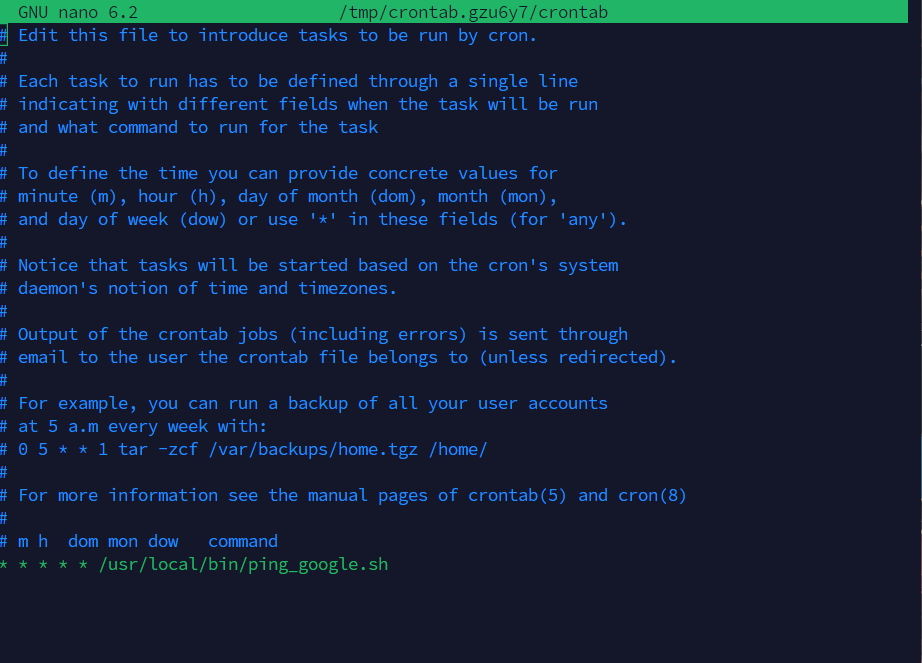 GNU nano 6.2 /tmp/crontab.gzu6y7/crontab
# Edit this file to introduce tasks to be run by cron.
#
# Each task to run has to be defined through a single line
# indicating with different fields when the task will be run
# and what command to run for the task
#
# To define the time you can provide concrete values for
# minute (m), hour (h), day of month (dom), month (mon),
# and day of week (dow) or use '*' in these fields (for 'any').
#
# Notice that tasks will be started based on the cron's system
# daemon's notion of time and timezones.
#
# Output of the crontab jobs (including errors) is sent through
# email to the user the crontab file belongs to (unless redirected).
#
# For example, you can run a backup of all your user accounts
# at 5 a.m every week with:
# 0 5 * * 1 tar -zcf /var/backups/home.tgz /home/
#
# For more information see the manual pages of crontab(5) and cron(8)
#
# m h  dom mon dow   command
* * * * * /usr/local/bin/ping_google.sh